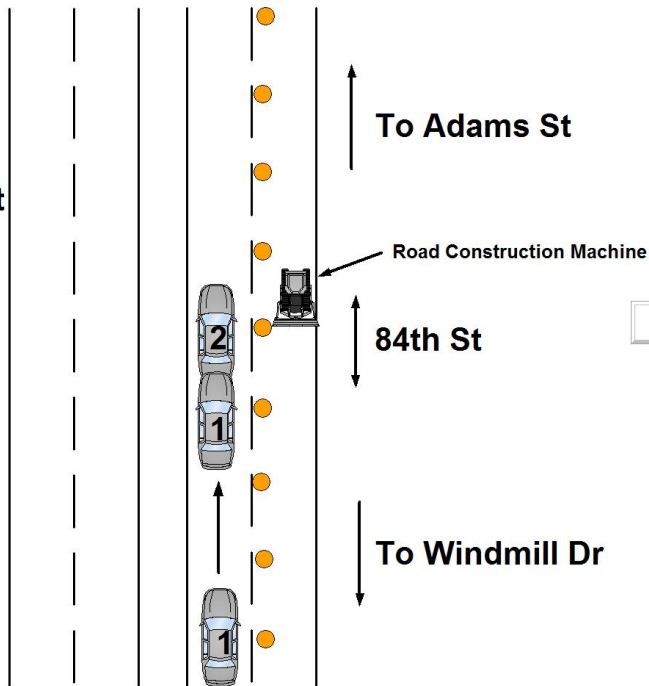 To Adams St
t
Road Construction Machine
2
84th St
1
To Windmill Dr
1